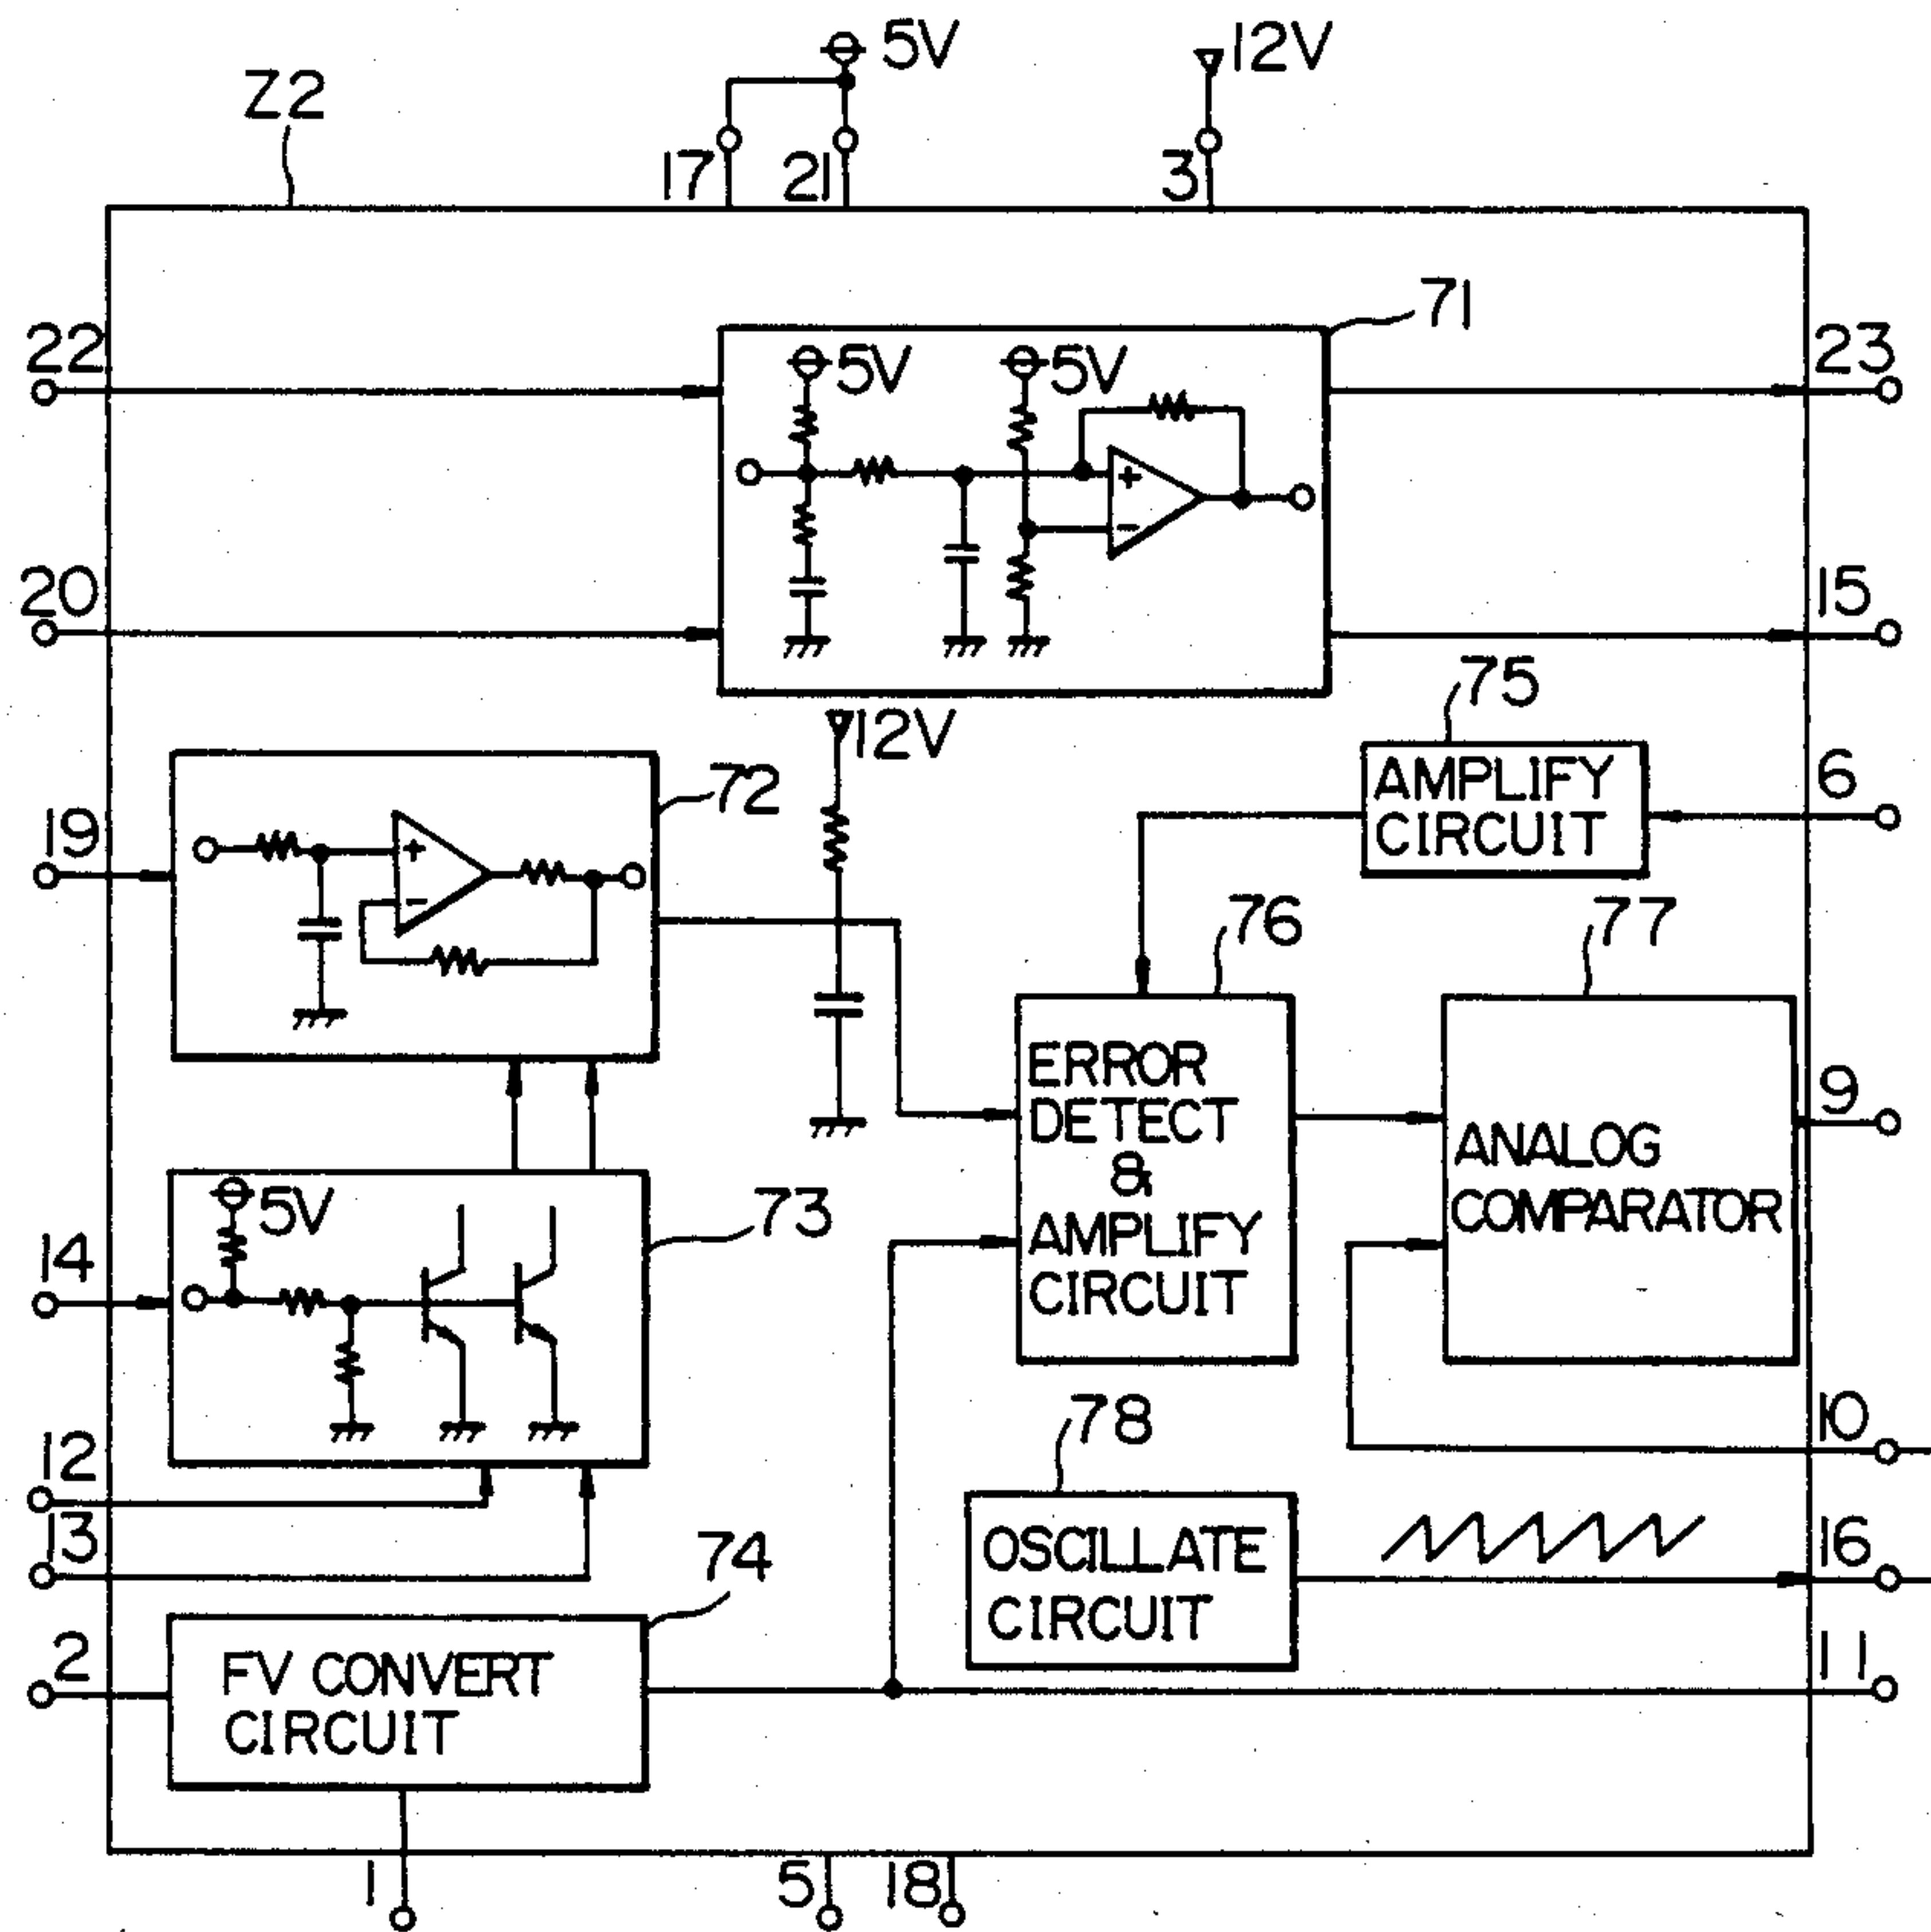 5V
12V
Z2
17
21
3
71
22
5V
5V
23
+
-
20
15
75
12V
72
AMPLIFY
CIRCUIT
6
19
+
-
76
77
ERROR
DETECT
&
AMPLIFY
CIRCUIT
ANALOG
COMPARATOR
9
73
5V
14
12
78
10
13
74
OSCILLATE
CIRCUIT
16
2
FV CONVERT
CIRCUIT
11
1
5
18